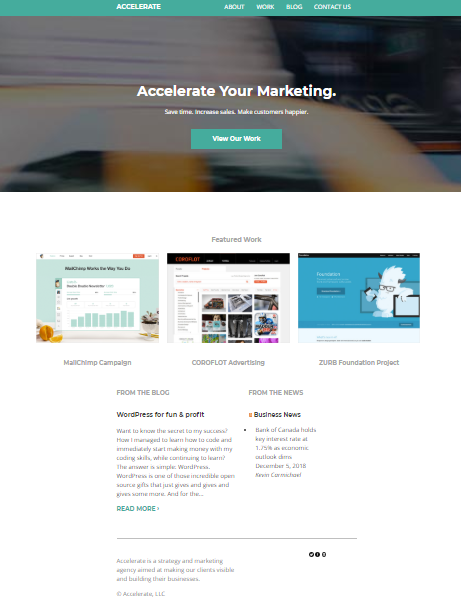 ACCELERATE
ABOUT WORK BLOG CONTACT US
Accelerate Your Marketing.
Save time. Increase sales. Make customers happier.
View Our Work
Featured Work
MailChimp Works the Way You Do
COROFLOT
Foundation
MailChimp Campaign
COROFLOT Advertising
ZURB Foundation Project
FROM THE BLOG
WordPress for fun & profit
Want to know the secret to my success?
How I managed to learn how to code and
immediately start making money with my
coding skills, while continuing to learn?
The answer is simple: WordPress.
WordPress is one of those incredible open
source gifts that just gives and gives and
gives some more. And for the...
READ MORE ›
FROM THE NEWS
Business News
Bank of Canada holds
key interest rate at
1.75% as economic
outlook dims
December 5, 2018
Kevin Carmichael
Accelerate is a strategy and marketing
agency aimed at making our clients visible
and building their businesses.
© Accelerate, LLC